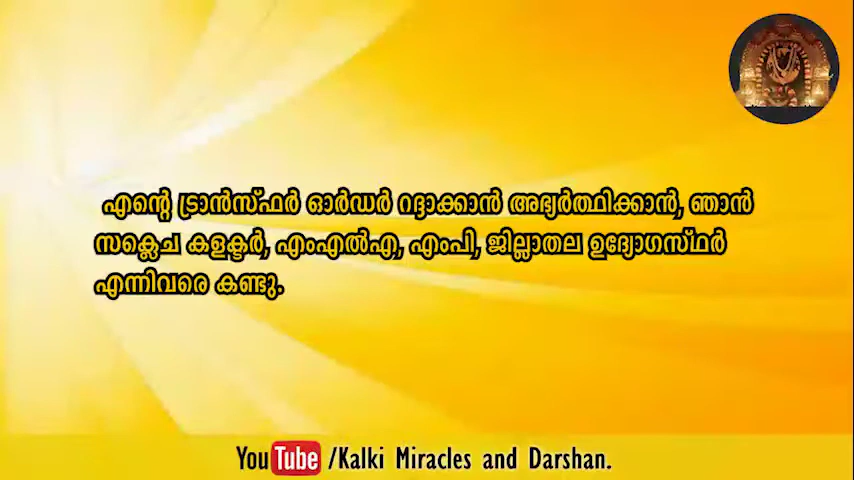 എന്റെ ട്രാൻസ്ഫർ ഓർഡർ റദ്ദാക്കാൻ അഭ്യർത്ഥിക്കാൻ, ഞാൻ
കളക്ടർ, എംഎൽഎ, എംപി, ജില്ലാതല ഉദ്യോഗസ്ഥർ
എന്നിവരെ കണ്ടു.
YouTube /Kalki Miracles and Darshan.